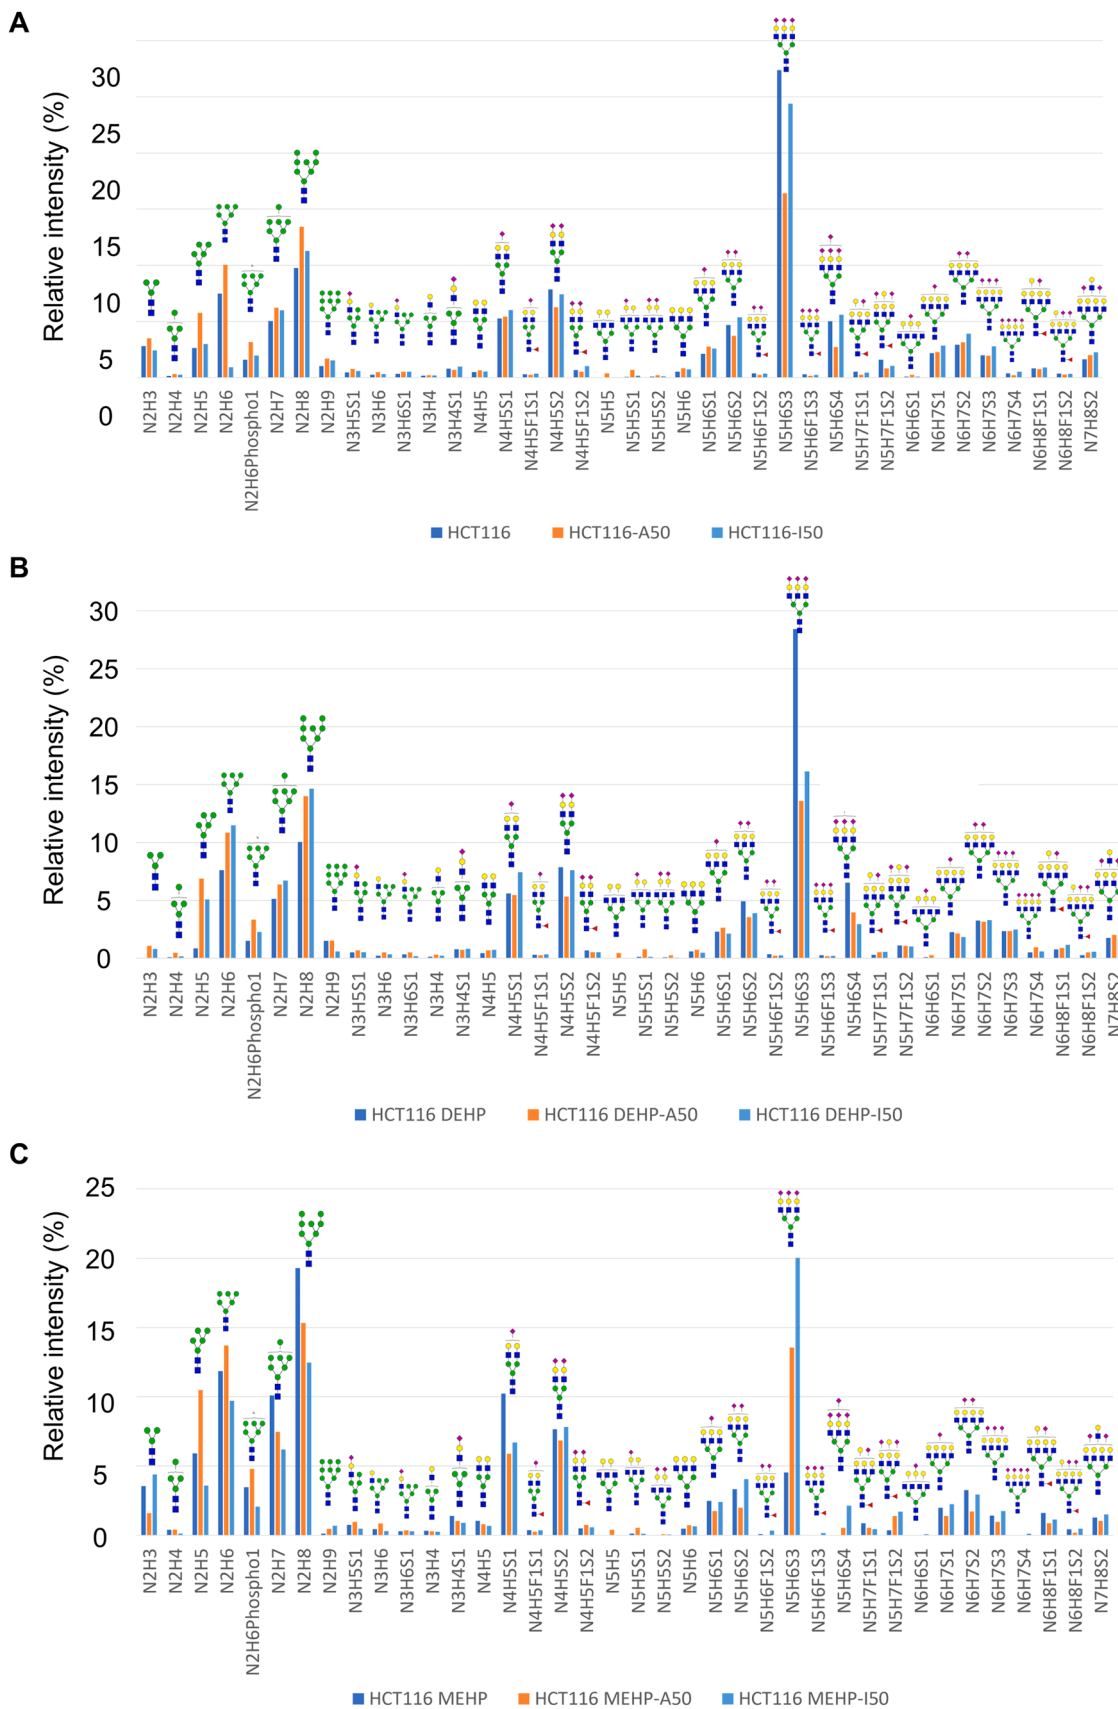 A
Relative intensity (%)
30
25
20
15
10
5
0
N2H3
N2H4
N2H5
N2H6
N2H6Phospho1
N2H7
N2H8
N2H9
N3H5S1
N3H6
N3H6S1
N3H4
N3H4S1
N4H5
N4H5S1
N4H5F1S1
N4H5S2
N4H5F1S2
N5H5
N5H5S1
N5H5S2
N5H6
N5H6S1
N5H6S2
N5H6F1S2
N5H6S3
N5H6F1S3
N5H6S4
N5H7F1S1
N5H7F1S2
N6H6S1
N6H7S1
N6H7S2
N6H7S3
N6H7S4
N6H8F1S1
N6H8F1S2
N7H8S2
HCT116 HCT116-A50 HCT116-I50
B
Relative intensity (%)
30
25
20
15
10
5
0
N2H3
N2H4
N2H5
N2H6
N2H6Phospho1
N2H7
N2H8
N2H9
N3H5S1
N3H6
N3H6S1
N3H4
N3H4S1
N4H5
N4H5S1
N4H5F1S1
N4H5S2
N4H5F1S2
N5H5
N5H5S1
N5H5S2
N5H6
N5H6S1
N5H6S2
N5H6F1S2
N5H6S3
N5H6F1S3
N5H6S4
N5H7F1S1
N5H7F1S2
N6H6S1
N6H7S1
N6H7S2
N6H7S3
N6H7S4
N6H8F1S1
N6H8F1S2
N7H8S2
HCT116 DEHP HCT116 DEHP-A50 HCT116 DEHP-I50
C
Relative intensity (%)
25
20
15
10
5
0
N2H3
N2H4
N2H5
N2H6
N2H6Phospho1
N2H7
N2H8
N2H9
N3H5S1
N3H6
N3H6S1
N3H4
N3H4S1
N4H5
N4H5S1
N4H5F1S1
N4H5S2
N4H5F1S2
N5H5
N5H5S1
N5H5S2
N5H6
N5H6S1
N5H6S2
N5H6F1S2
N5H6S3
N5H6F1S3
N5H6S4
N5H7F1S1
N5H7F1S2
N6H6S1
N6H7S1
N6H7S2
N6H7S3
N6H7S4
N6H8F1S1
N6H8F1S2
N7H8S2
HCT116 MEHP HCT116 MEHP-A50 HCT116 MEHP-I50